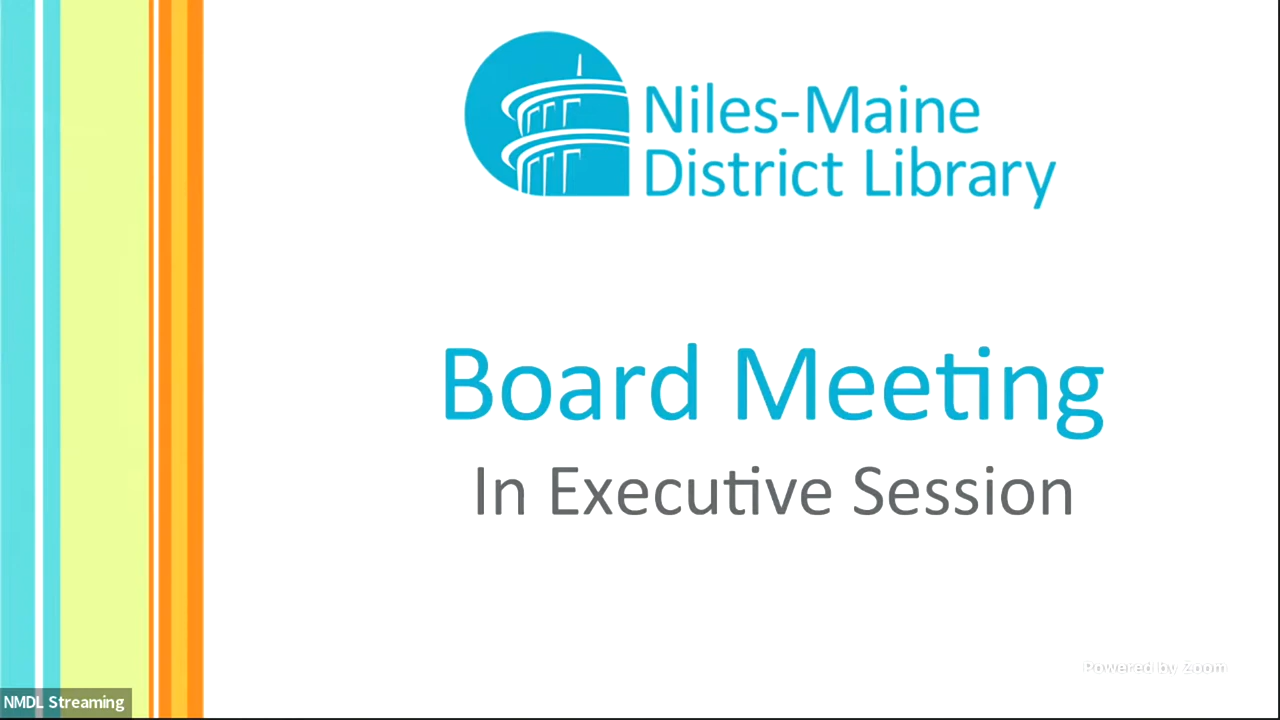 Niles-Maine
District Library
Board Meeting
In Executive Session
Powered by Zoom
NMDL Streaming